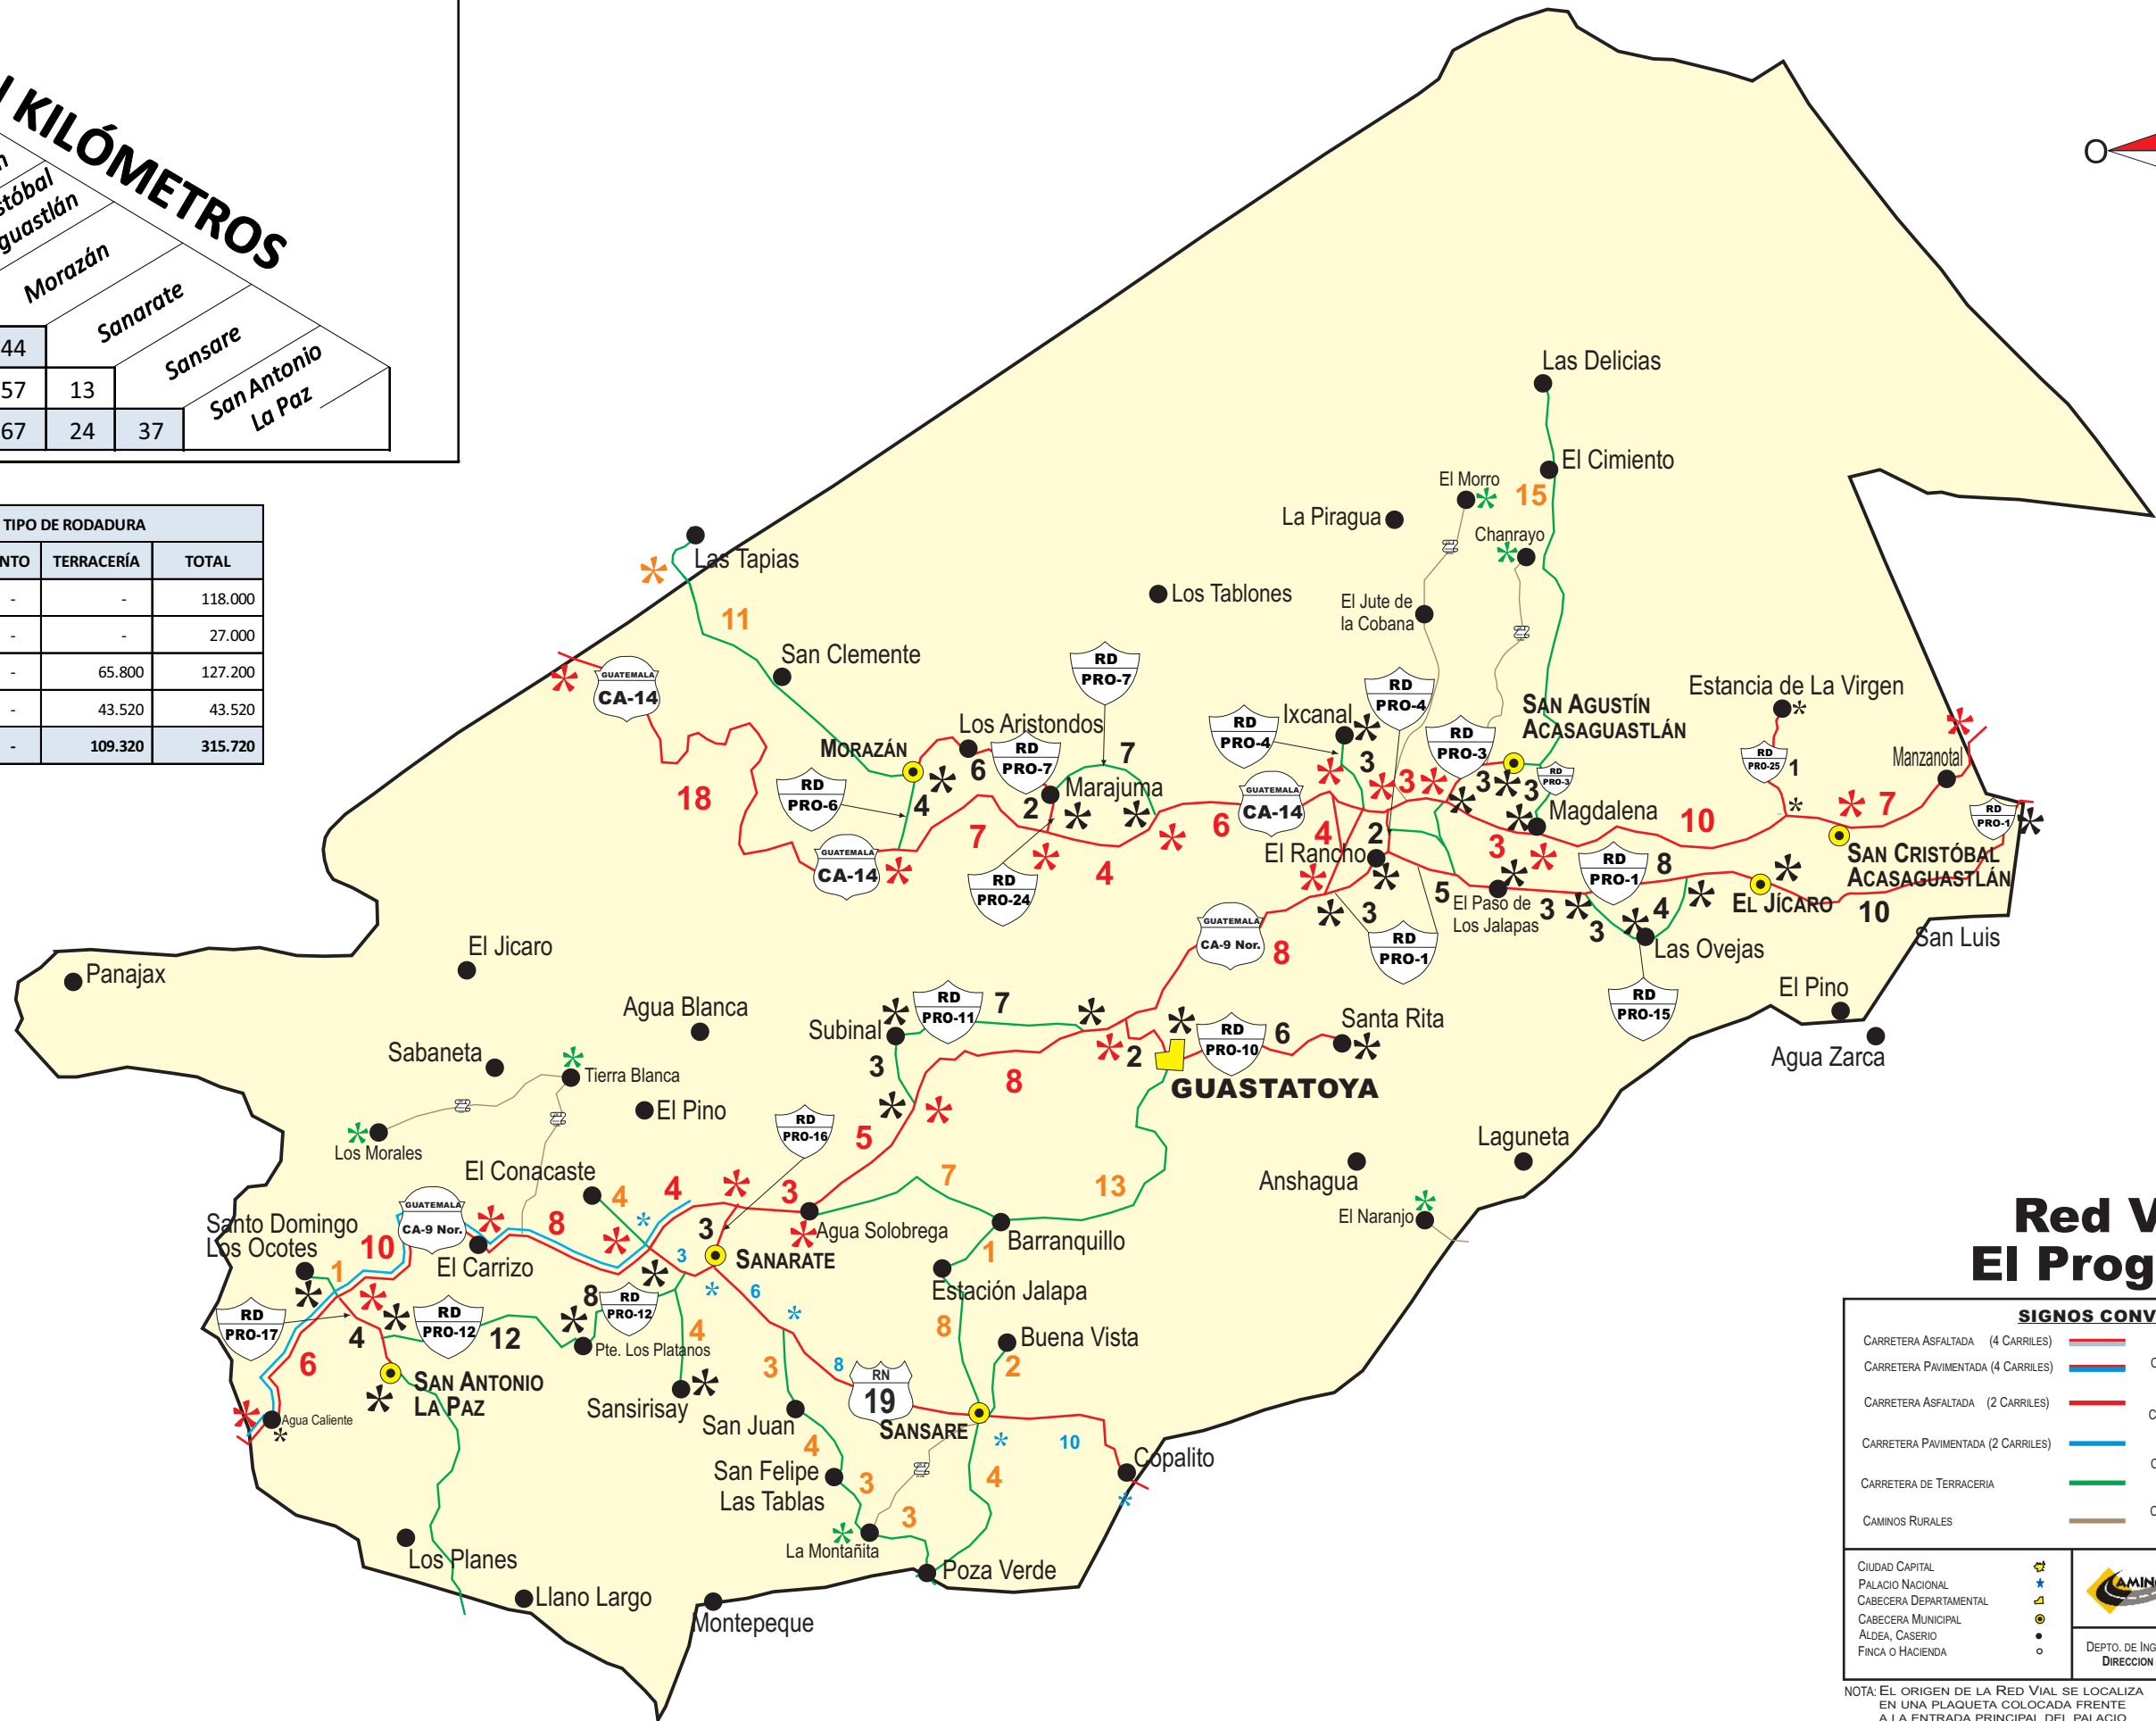 KILÓMETROS
Morazán
Sanarate
Sansare
San Antonio
La Paz
44
57 13
67 24 37
TIPO DE RODADURA
NTO TERRACERÍA TOTAL
- - 118.000
- - 27.000
- 65.800 127.200
- 43.520 43.520
- 109.320 315.720
O
Las Delicias
El Cimiento
15
El Morro
La Piragua
Chanrayo
Las Tapias
11
Los Tablones
El Jute de
la Cobana
San Clemente
GUATEMALA
CA-14
18
RD
PRO-7
7
Los Aristondos
MORAZÁN
6
RD
PRO-7
Marajuma
2
RD
PRO-6
4
7
GUATEMALA
CA-14
RD
PRO-24
4
6
GUATEMALA
CA-14
RD
PRO-4
Ixcanal
3
RD
PRO-4
RD
PRO-3
SAN AGUSTÍN
ACASAGUASTLÁN
3
3
3
RD
PRO-3
Magdalena
Estancia de La Virgen
RD
PRO-25
1
Manzanotal
7
10
RD
PRO-1
SAN CRISTÓBAL
ACASAGUASTLÁN
4
2
El Rancho
3
5
El Paso de
Los Jalapas
3
RD
PRO-1
8
3
4
EL JÍCARO
10
San Luis
Las Ovejas
RD
PRO-15
RD
PRO-1
3
GUATEMALA
CA-9 Nor.
8
El Pino
Agua Zarca
Panajax
El Jicaro
Agua Blanca
Subinal
RD
PRO-11
7
3
Sabaneta
Tierra Blanca
El Pino
Los Morales
8
2
RD
PRO-10
6
Santa Rita
GUASTATOYA
5
RD
PRO-16
El Conacaste
4
4
3
3
Agua Solobrega
7
13
Barranquillo
1
Estación Jalapa
Anshagua
Laguneta
El Naranjo
Santo Domingo
Los Ocotes
GUATEMALA
CA-9 Nor.
10
El Carrizo
8
SANARATE
3
6
1
RD
PRO-17
4
RD
PRO-12
12
8
RD
PRO-12
Pte. Los Platanos
4
3
8
8
Buena Vista
2
6
SAN ANTONIO
LA PAZ
Agua Caliente
Sansirisay
San Juan
RN
19
SANSARE
10
Copalito
4
San Felipe
Las Tablas
3
3
4
La Montañita
Poza Verde
Los Planes
Llano Largo
Montepeque
Red V
El Prog
SIGNOS CONV
CARRETERA ASFALTADA (4 CARRILES)
CARRETERA PAVIMENTADA (4 CARRILES)
CARRETERA ASFALTADA (2 CARRILES)
CARRETERA PAVIMENTADA (2 CARRILES)
CARRETERA DE TERRACERIA
CAMINOS RURALES
CIUDAD CAPITAL
PALACIO NACIONAL
CABECERA DEPARTAMENTAL
CABECERA MUNICIPAL
ALDEA, CASERIO
FINCA O HACIENDA
DEPTO. DE ING
DIRECCION
NOTA: EL ORIGEN DE LA RED VIAL SE LOCALIZA
EN UNA PLAQUETA COLOCADA FRENTE
A LA ENTRADA PRINCIPAL DEL PALACIO